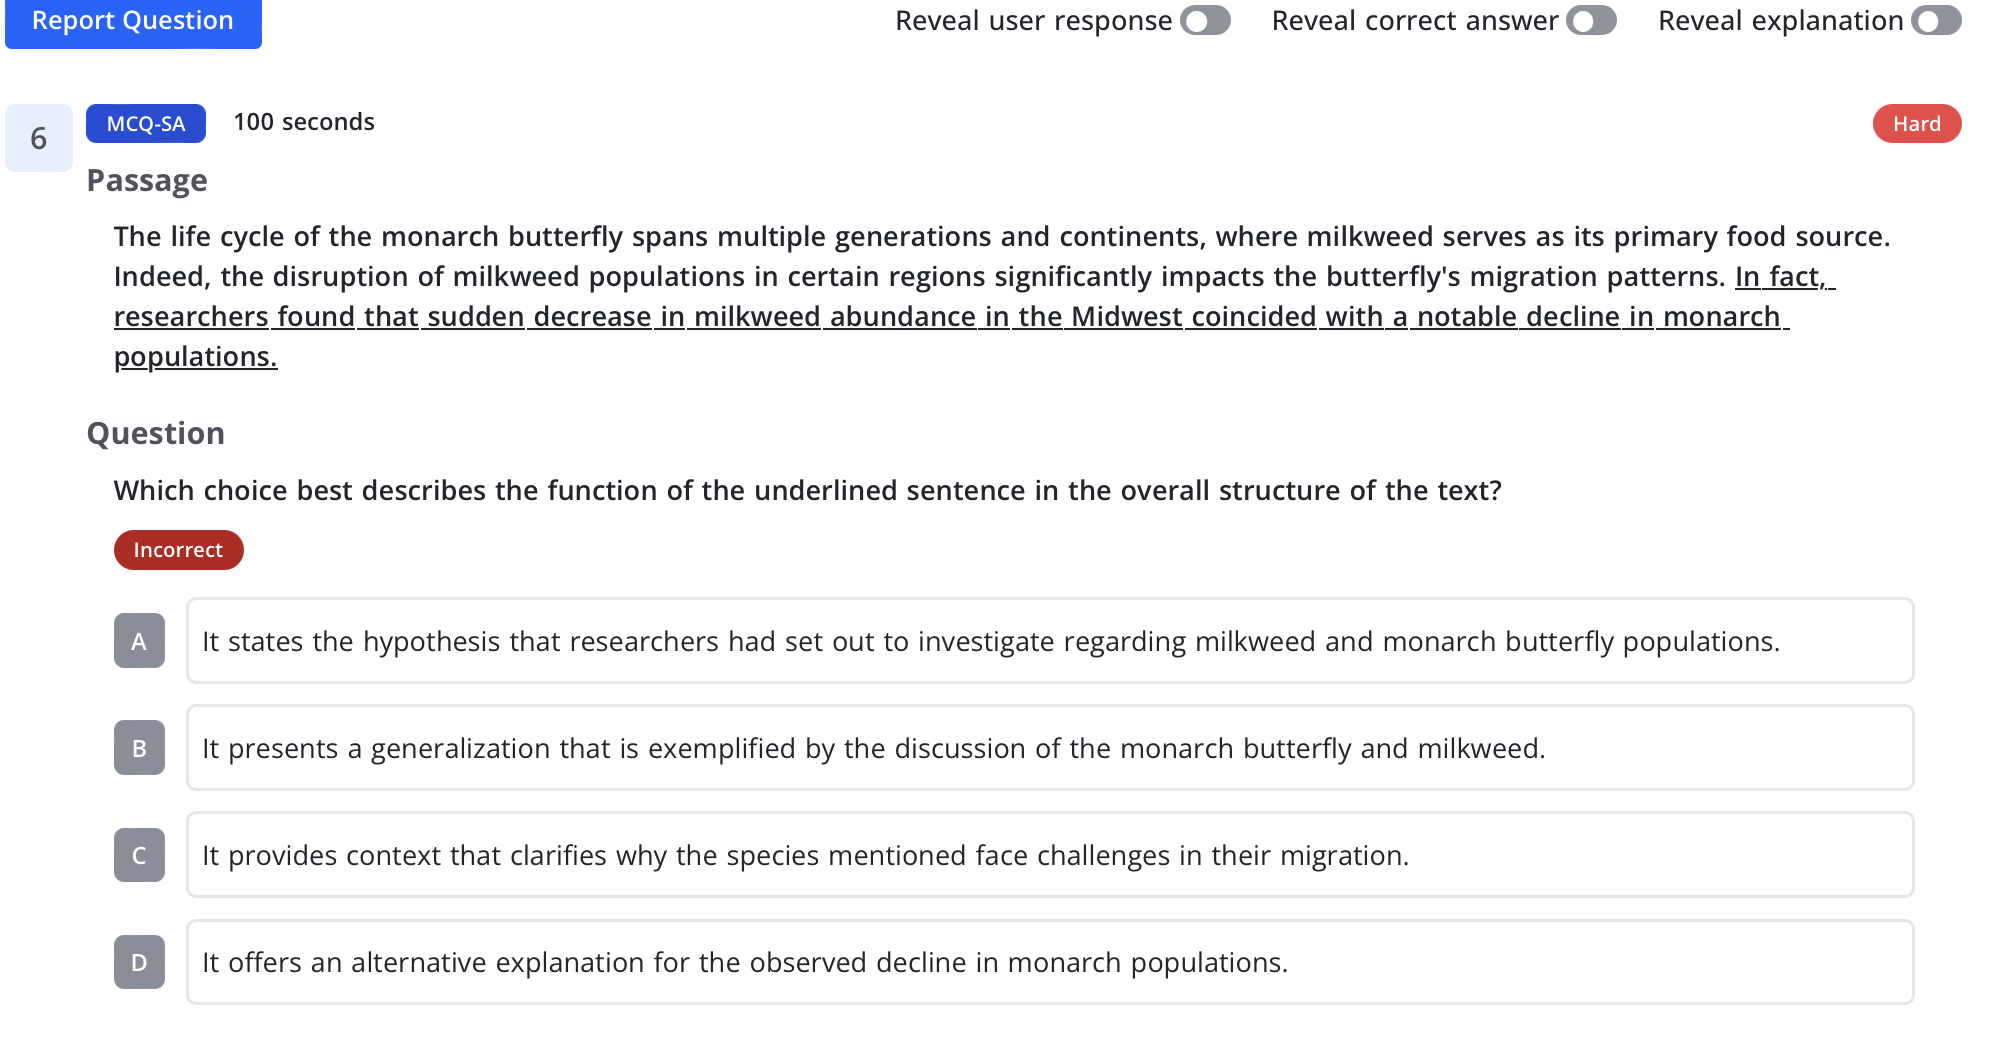 Report Question
Reveal user response
Reveal correct answer
Reveal explanation
6
MCQ-SA
100 seconds
Hard
Passage
The life cycle of the monarch butterfly spans multiple generations and continents, where milkweed serves as its primary food source.
Indeed, the disruption of milkweed populations in certain regions significantly impacts the butterfly's migration patterns. In fact,
researchers found that sudden decrease in milkweed abundance in the Midwest coincided with a notable decline in monarch
populations.
Question
Which choice best describes the function of the underlined sentence in the overall structure of the text?
Incorrect
A
It states the hypothesis that researchers had set out to investigate regarding milkweed and monarch butterfly populations.
B
It presents a generalization that is exemplified by the discussion of the monarch butterfly and milkweed.
C
It provides context that clarifies why the species mentioned face challenges in their migration.
D
It offers an alternative explanation for the observed decline in monarch populations.